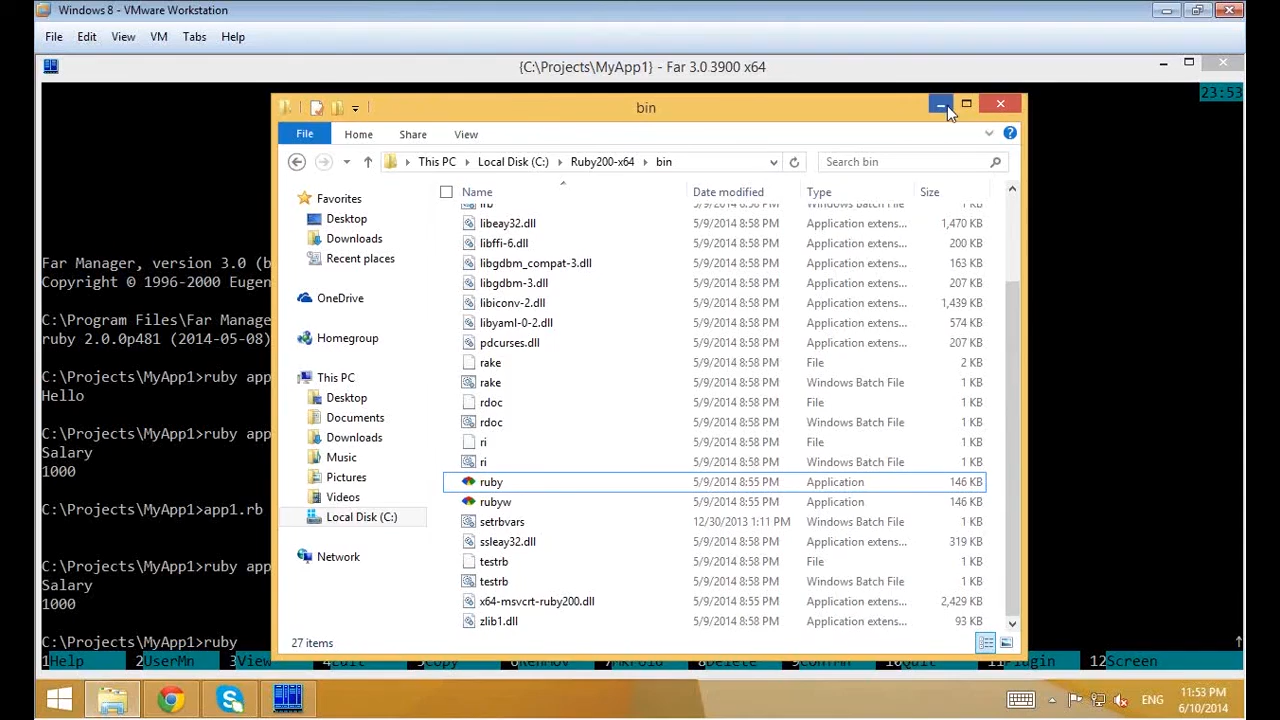 Windows 8 - VMware Workstation
File Edit View VM Tabs Help
{C:\Projects\MyApp1} - Far 3.0 3900 x64
23:53
bin
File Home Share View
This PC Local Disk (C:) Ruby200-x64 bin
Search bin
Name Date modified Type Size
irb 5/9/2014 8:58 PM Windows Batch File 1 KB
libeay32.dll 5/9/2014 8:58 PM Application extens... 1,470 KB
libffi-6.dll 5/9/2014 8:58 PM Application extens... 200 KB
libgdbm_compat-3.dll 5/9/2014 8:58 PM Application extens... 163 KB
libgdbm-3.dll 5/9/2014 8:58 PM Application extens... 207 KB
libiconv-2.dll 5/9/2014 8:58 PM Application extens... 1,439 KB
libyaml-0-2.dll 5/9/2014 8:58 PM Application extens... 574 KB
pdcurses.dll 5/9/2014 8:58 PM Application extens... 207 KB
rake 5/9/2014 8:58 PM File 2 KB
rake 5/9/2014 8:58 PM Windows Batch File 1 KB
rdoc 5/9/2014 8:58 PM File 1 KB
rdoc 5/9/2014 8:58 PM Windows Batch File 1 KB
ri 5/9/2014 8:58 PM File 1 KB
ri 5/9/2014 8:58 PM Windows Batch File 1 KB
ruby 5/9/2014 8:55 PM Application 146 KB
rubyw 5/9/2014 8:55 PM Application 146 KB
setrbvars 12/30/2013 1:11 PM Windows Batch File 1 KB
ssleay32.dll 5/9/2014 8:58 PM Application extens... 319 KB
testrb 5/9/2014 8:58 PM File 1 KB
testrb 5/9/2014 8:58 PM Windows Batch File 1 KB
x64-msvcrt-ruby200.dll 5/9/2014 8:55 PM Application extens... 2,429 KB
zlib1.dll 5/9/2014 8:58 PM Application extens... 93 KB
Favorites
Desktop
Downloads
Recent places
OneDrive
Homegroup
This PC
Desktop
Documents
Downloads
Music
Pictures
Videos
Local Disk (C:)
Network
27 items
Far Manager, version 3.0 (b
Copyright © 1996-2000 Eugen
C:\Program Files\Far Manage
ruby 2.0.0p481 (2014-05-08)
C:\Projects\MyApp1>ruby app
Hello
C:\Projects\MyApp1>ruby app
Salary
1000
C:\Projects\MyApp1>app1.rb
C:\Projects\MyApp1>ruby app
Salary
1000
C:\Projects\MyApp1>ruby
1Help 2UserMn 3View 12Screen
ENG
11:53 PM
6/10/2014